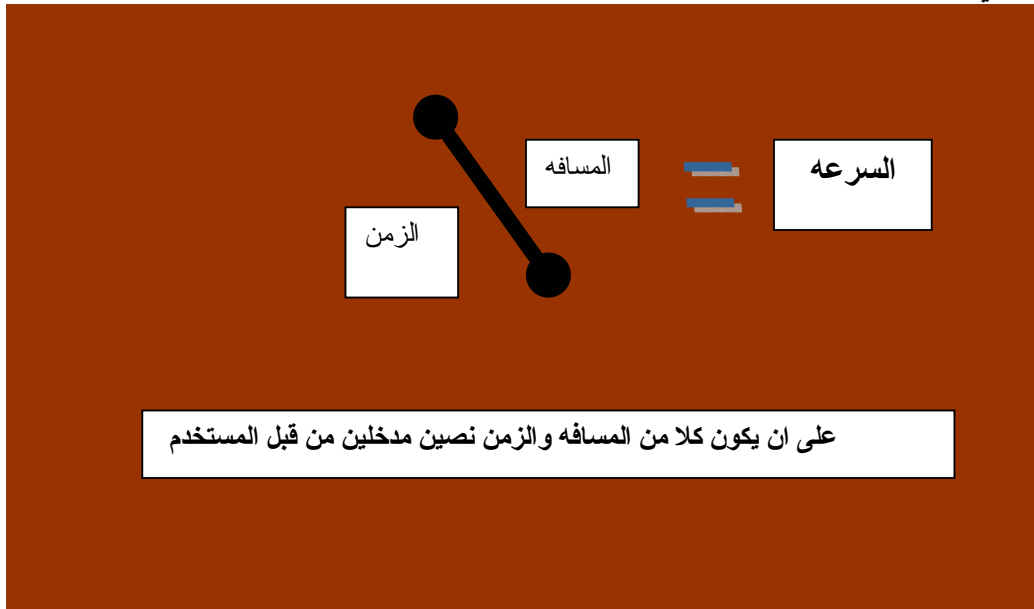 السرعه
المسافه
الزمن
على ان يكون كلا من المسافه والزمن نصين مدخلين من قبل المستخدم